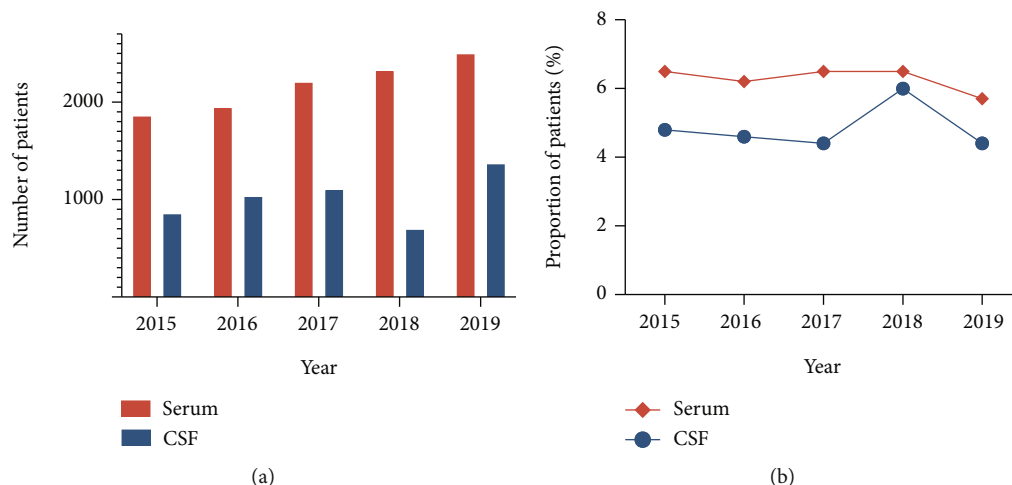 Number of patients
2000
1000
2015 2016 2017 2018 2019
Year
Serum
CSF
(a)
Proportion of patients (%)
8
6
4
2
0
2015 2016 2017 2018 2019
Year
Serum
CSF
(b)